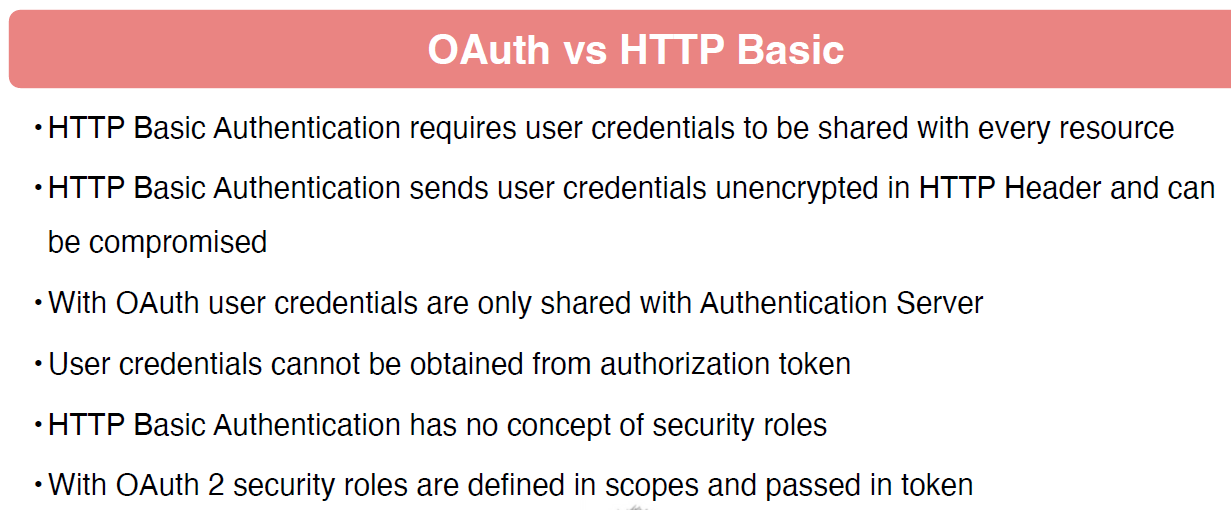 OAuth vs HTTP Basic
• HTTP Basic Authentication requires user credentials to be shared with every resource
• HTTP Basic Authentication sends user credentials unencrypted in HTTP Header and can
be compromised
• With OAuth user credentials are only shared with Authentication Server
• User credentials cannot be obtained from authorization token
• HTTP Basic Authentication has no concept of security roles
• With OAuth 2 security roles are defined in scopes and passed in token